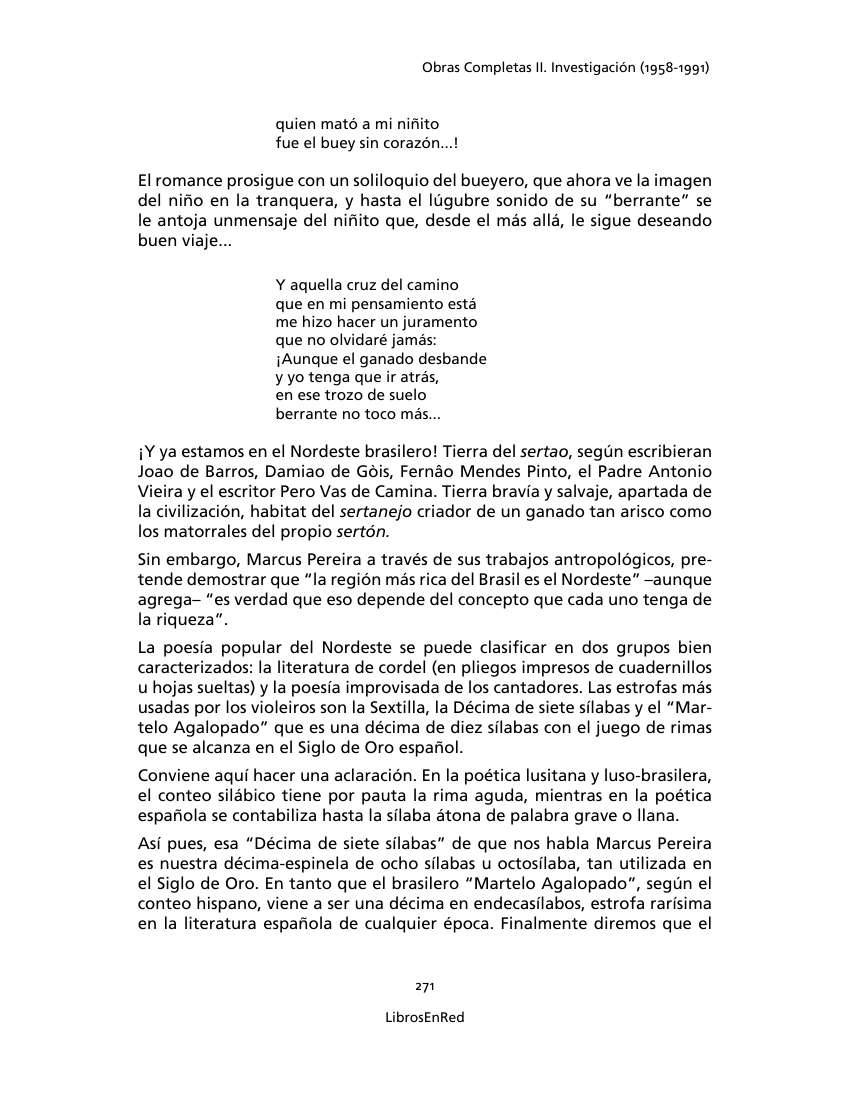 Obras Completas II. Investigación (1958-1991)
quien mató a mi niñito
fue el buey sin corazón...!
El romance prosigue con un soliloquio del bueyero, que ahora ve la imagen
del niño en la tranquera, y hasta el lúgubre sonido de su “berrante” se
le antoja unmensaje del niñito que, desde el más allá, le sigue deseando
buen viaje...
Y aquella cruz del camino
que en mi pensamiento está
me hizo hacer un juramento
que no olvidaré jamás:
¡Aunque el ganado desbande
y yo tenga que ir atrás,
en ese trozo de suelo
berrante no toco más...
¡Y ya estamos en el Nordeste brasilero! Tierra del sertao, según escribieran
Joao de Barros, Damiao de Gòis, Fernâo Mendes Pinto, el Padre Antonio
Vieira y el escritor Pero Vas de Camina. Tierra bravía y salvaje, apartada de
la civilización, habitat del sertanejo criador de un ganado tan arisco como
los matorrales del propio sertón.
Sin embargo, Marcus Pereira a través de sus trabajos antropológicos, pre-
tende demostrar que “la región más rica del Brasil es el Nordeste” –aunque
agrega– “es verdad que eso depende del concepto que cada uno tenga de
la riqueza”.
La poesía popular del Nordeste se puede clasificar en dos grupos bien
caracterizados: la literatura de cordel (en pliegos impresos de cuadernillos
u hojas sueltas) y la poesía improvisada de los cantadores. Las estrofas más
usadas por los violeiros son la Sextilla, la Décima de siete sílabas y el “Mar-
telo Agalopado” que es una décima de diez sílabas con el juego de rimas
que se alcanza en el Siglo de Oro español.
Conviene aquí hacer una aclaración. En la poética lusitana y luso-brasilera,
el conteo silábico tiene por pauta la rima aguda, mientras en la poética
española se contabiliza hasta la sílaba átona de palabra grave o llana.
Así pues, esa “Décima de siete sílabas” de que nos habla Marcus Pereira
es nuestra décima-espinela de ocho sílabas u octosílaba, tan utilizada en
el Siglo de Oro. En tanto que el brasilero “Martelo Agalopado”, según el
conteo hispano, viene a ser una décima en endecasílabos, estrofa rarísima
en la literatura española de cualquier época. Finalmente diremos que el
271
LibrosEnRed